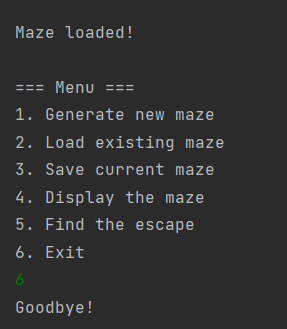 Maze loaded!
=== Menu ===
1. Generate new maze
2. Load existing maze
3. Save current maze
4. Display the maze
5. Find the escape
6. Exit
6
Goodbye!